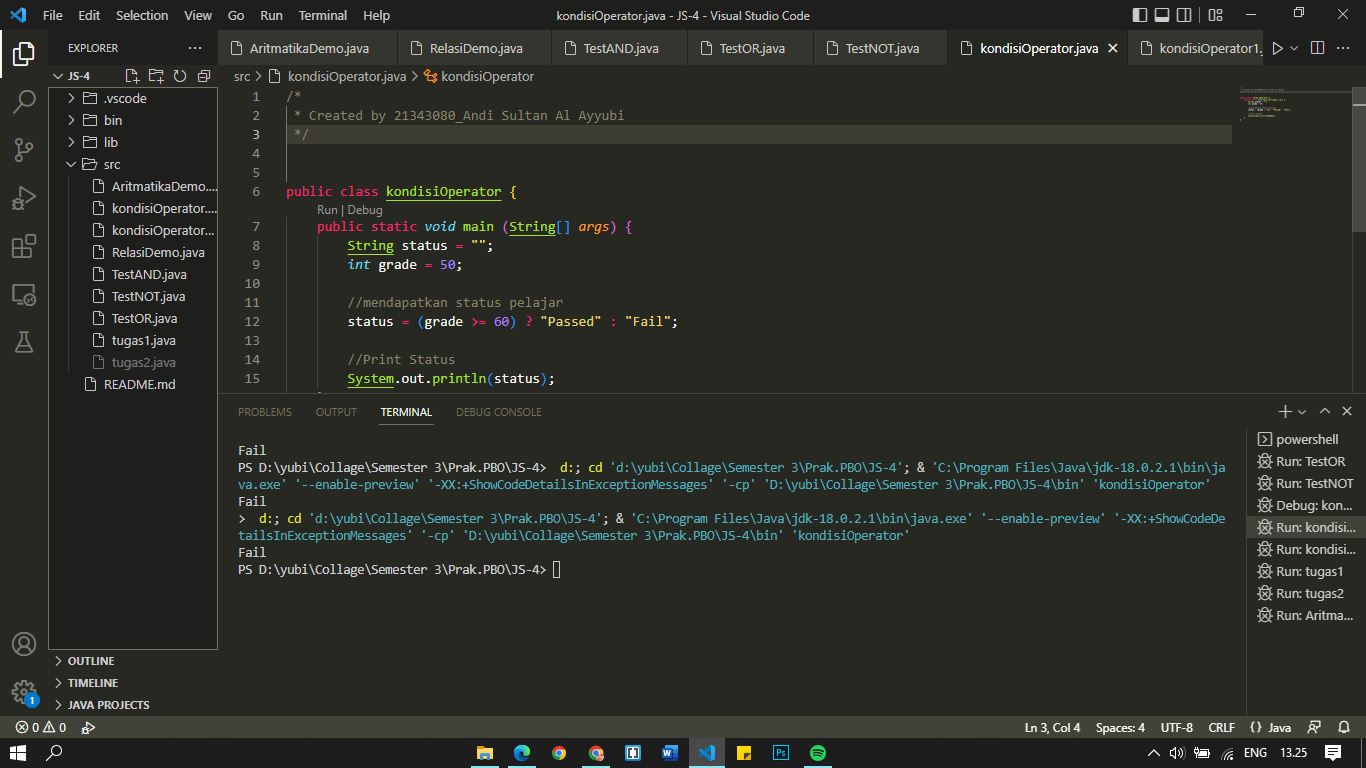 File Edit Selection View Go Run Terminal Help
kondisiOperator.java - JS-4 - Visual Studio Code
EXPLORER
AritmatikaDemo.java
RelasiDemo.java
TestAND.java
TestOR.java
TestNOT.java
kondisiOperator.java
kondisiOperator1.
JS-4
.vscode
bin
lib
src
AritmatikaDemo....
kondisiOperator....
kondisiOperator...
RelasiDemo.java
TestAND.java
TestNOT.java
TestOR.java
tugas1.java
tugas2.java
README.md
OUTLINE
TIMELINE
JAVA PROJECTS
src > kondisiOperator.java > kondisiOperator
1 /*
2 * Created by 21343080_Andi Sultan Al Ayyubi
3 */
4
5
6 public class kondisiOperator {
Run | Debug
7 public static void main (String[] args) {
8 String status = "";
9 int grade = 50;
10
11 //mendapatkan status pelajar
12 status = (grade >= 60) ? "Passed" : "Fail";
13
14 //Print Status
15 System.out.println(status);
PROBLEMS OUTPUT TERMINAL DEBUG CONSOLE
Fail
PS D:\yubi\Collage\Semester 3\Prak.PBO\JS-4> d:; cd 'd:\yubi\Collage\Semester 3\Prak.PBO\JS-4'; & 'C:\Program Files\Java\jdk-18.0.2.1\bin\ja
va.exe' '--enable-preview' '-XX:+ShowCodeDetailsInExceptionMessages' '-cp' 'D:\yubi\Collage\Semester 3\Prak.PBO\JS-4\bin' 'kondisiOperator'
Fail
> d:; cd 'd:\yubi\Collage\Semester 3\Prak.PBO\JS-4'; & 'C:\Program Files\Java\jdk-18.0.2.1\bin\java.exe' '--enable-preview' '-XX:+ShowCodeDe
tailsInExceptionMessages' '-cp' 'D:\yubi\Collage\Semester 3\Prak.PBO\JS-4\bin' 'kondisiOperator'
Fail
PS D:\yubi\Collage\Semester 3\Prak.PBO\JS-4>
powershell
Run: TestOR
Run: TestNOT
Debug: kon...
Run: kondisi...
Run: kondisi...
Run: tugas1
Run: tugas2
Run: Aritma...
1
0 0
Ln 3, Col 4 Spaces: 4 UTF-8 CRLF {} Java
W Ps
ENG 13.25